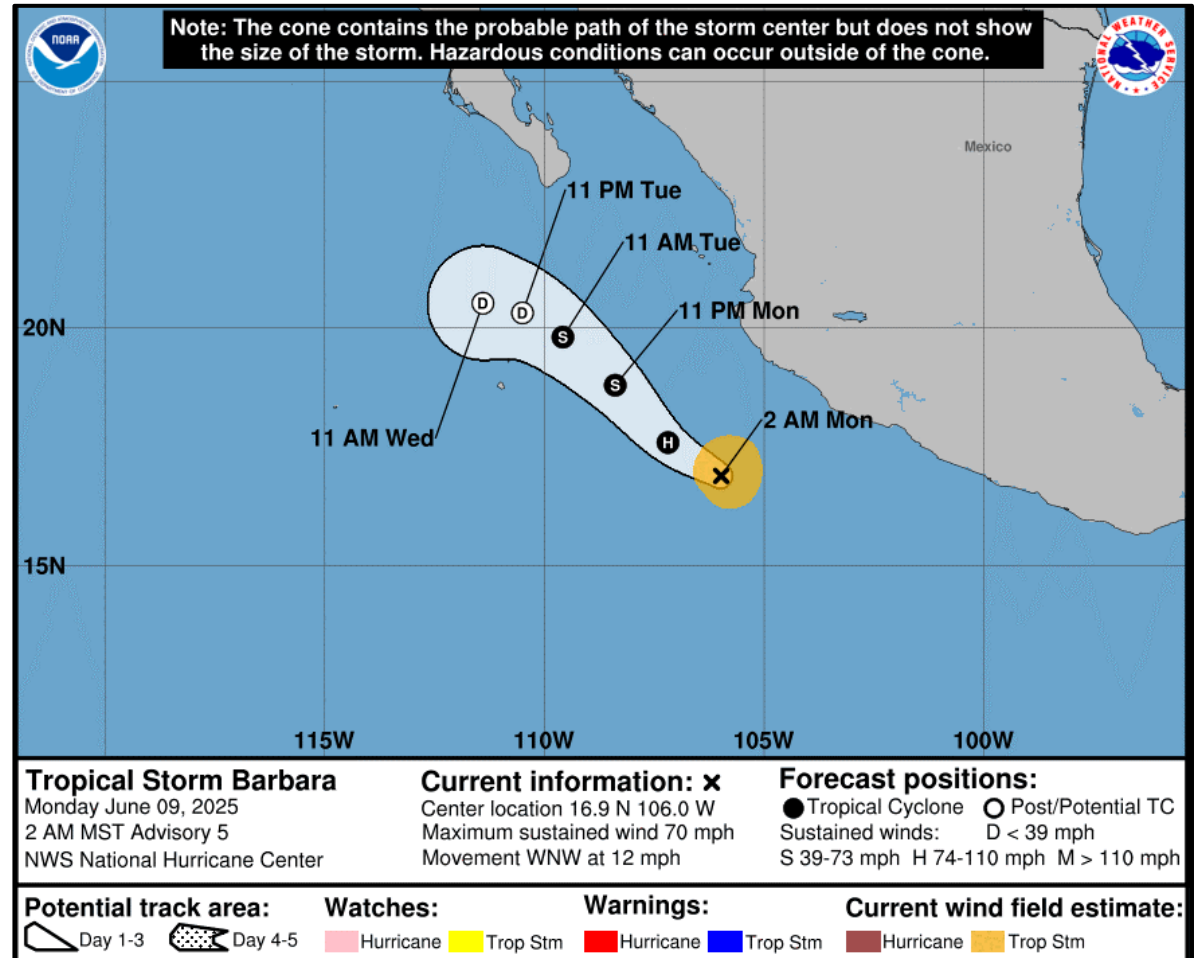 Note: The cone contains the probable path of the storm center but does not show
the size of the storm. Hazardous conditions can occur outside of the cone.
NOAA
NATIONAL WEATHER SERVICE
Mexico
11 PM Tue
11 AM Tue
11 PM Mon
2 AM Mon
11 AM Wed
D
D
S
S
H
20N
15N
115W
110W
105W
100W
Tropical Storm Barbara
Monday June 09, 2025
2 AM MST Advisory 5
NWS National Hurricane Center
Current information: x
Center location 16.9 N 106.0 W
Maximum sustained wind 70 mph
Movement WNW at 12 mph
Forecast positions:
Tropical Cyclone Post/Potential TC
Sustained winds: D < 39 mph
S 39-73 mph H 74-110 mph M > 110 mph
Potential track area:
Day 1-3 Day 4-5
Watches:
Hurricane Trop Stm
Warnings:
Hurricane Trop Stm
Current wind field estimate:
Hurricane Trop Stm